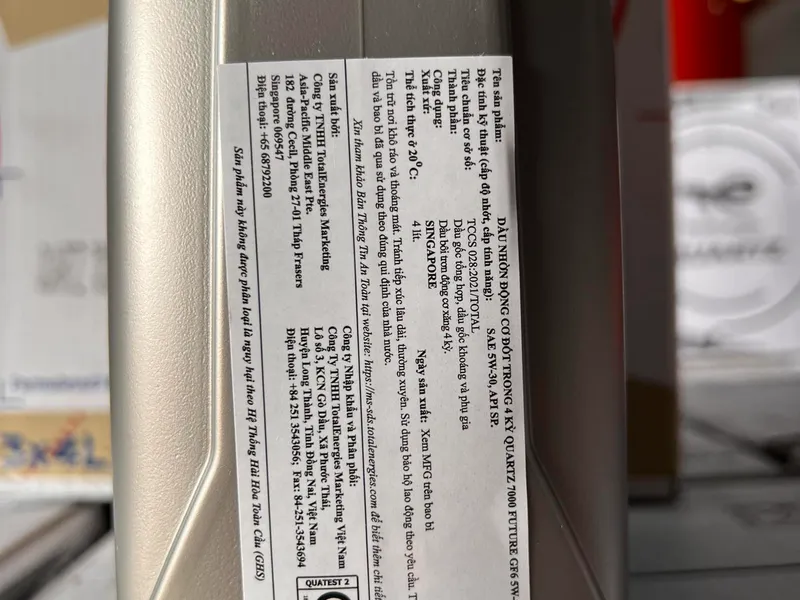 Tên sản phẩm: DẦU NHỜN ĐỘNG CƠ ĐỐT TRONG 4 KỲ QUARTZ 7000 FUTURE GF6 5W-
Đặc tính kỹ thuật (cấp độ nhớt, cấp tính năng): SAE 5W-30, API SP.
Tiêu chuẩn cơ sở số: TCCS 028:2021/TOTAL
Thành phần: Dầu gốc tổng hợp, dầu gốc khoáng và phụ gia
Công dụng: Dầu bôi trơn động cơ xăng 4 kỳ.
Xuất xứ: SINGAPORE Ngày sản xuất: Xem MFG trên bao bì
Thể tích thực ở 20°C: 4 lít.
Tồn trữ nơi khô ráo và thoáng mát. Tránh tiếp xúc lâu dài, thường xuyên. Sử dụng bảo hộ lao động theo yêu cầu. T
dầu và bao bì đã qua sử dụng theo đúng qui định của nhà nước.
Xin tham khảo Bản Thông Tin An Toàn tại website: https://ms-sds.totalenergies.com để biết thêm chi tiết
Sản xuất bởi:
Công ty TNHH TotalEnergies Marketing
Asia-Pacific Middle East Pte.
182 đường Cecil, Phòng 27-01 Tháp Frasers
Singapore 069547
Điện thoại: +65 68792200
Công ty Nhập khẩu và Phân phối:
Công Ty TNHH TotalEnergies Marketing Việt Nam
Lô số 3, KCN Gò Dầu, Xã Phước Thái,
Huyện Long Thành, Tỉnh Đồng Nai, Việt Nam
Điện thoại: +84 251 3543056; Fax: 84-251-3543694
QUATEST 2
Sản phẩm này không được phân loại là nguy hại theo Hệ Thống Hài Hòa Toàn Cầu (GHS)
3x4L